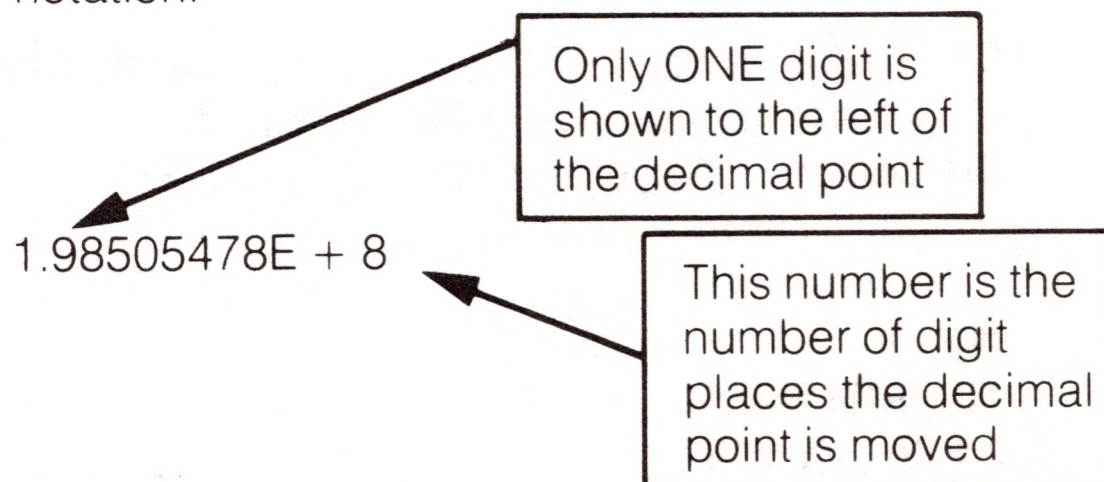 notation.
Only ONE digit is
shown to the left of
the decimal point
1.98505478E + 8
This number is the
number of digit
places the decimal
point is moved